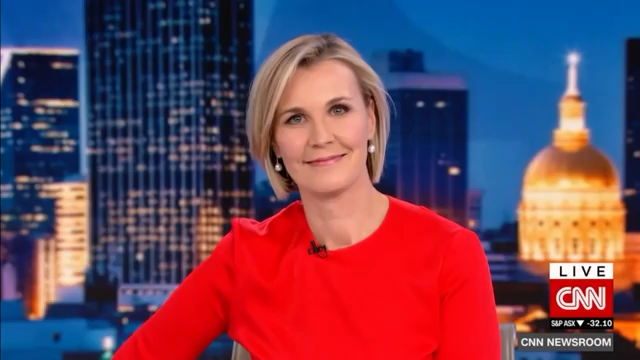 LIVE
CNN
S&P ASX ▼ -32.10
CNN NEWSROOM